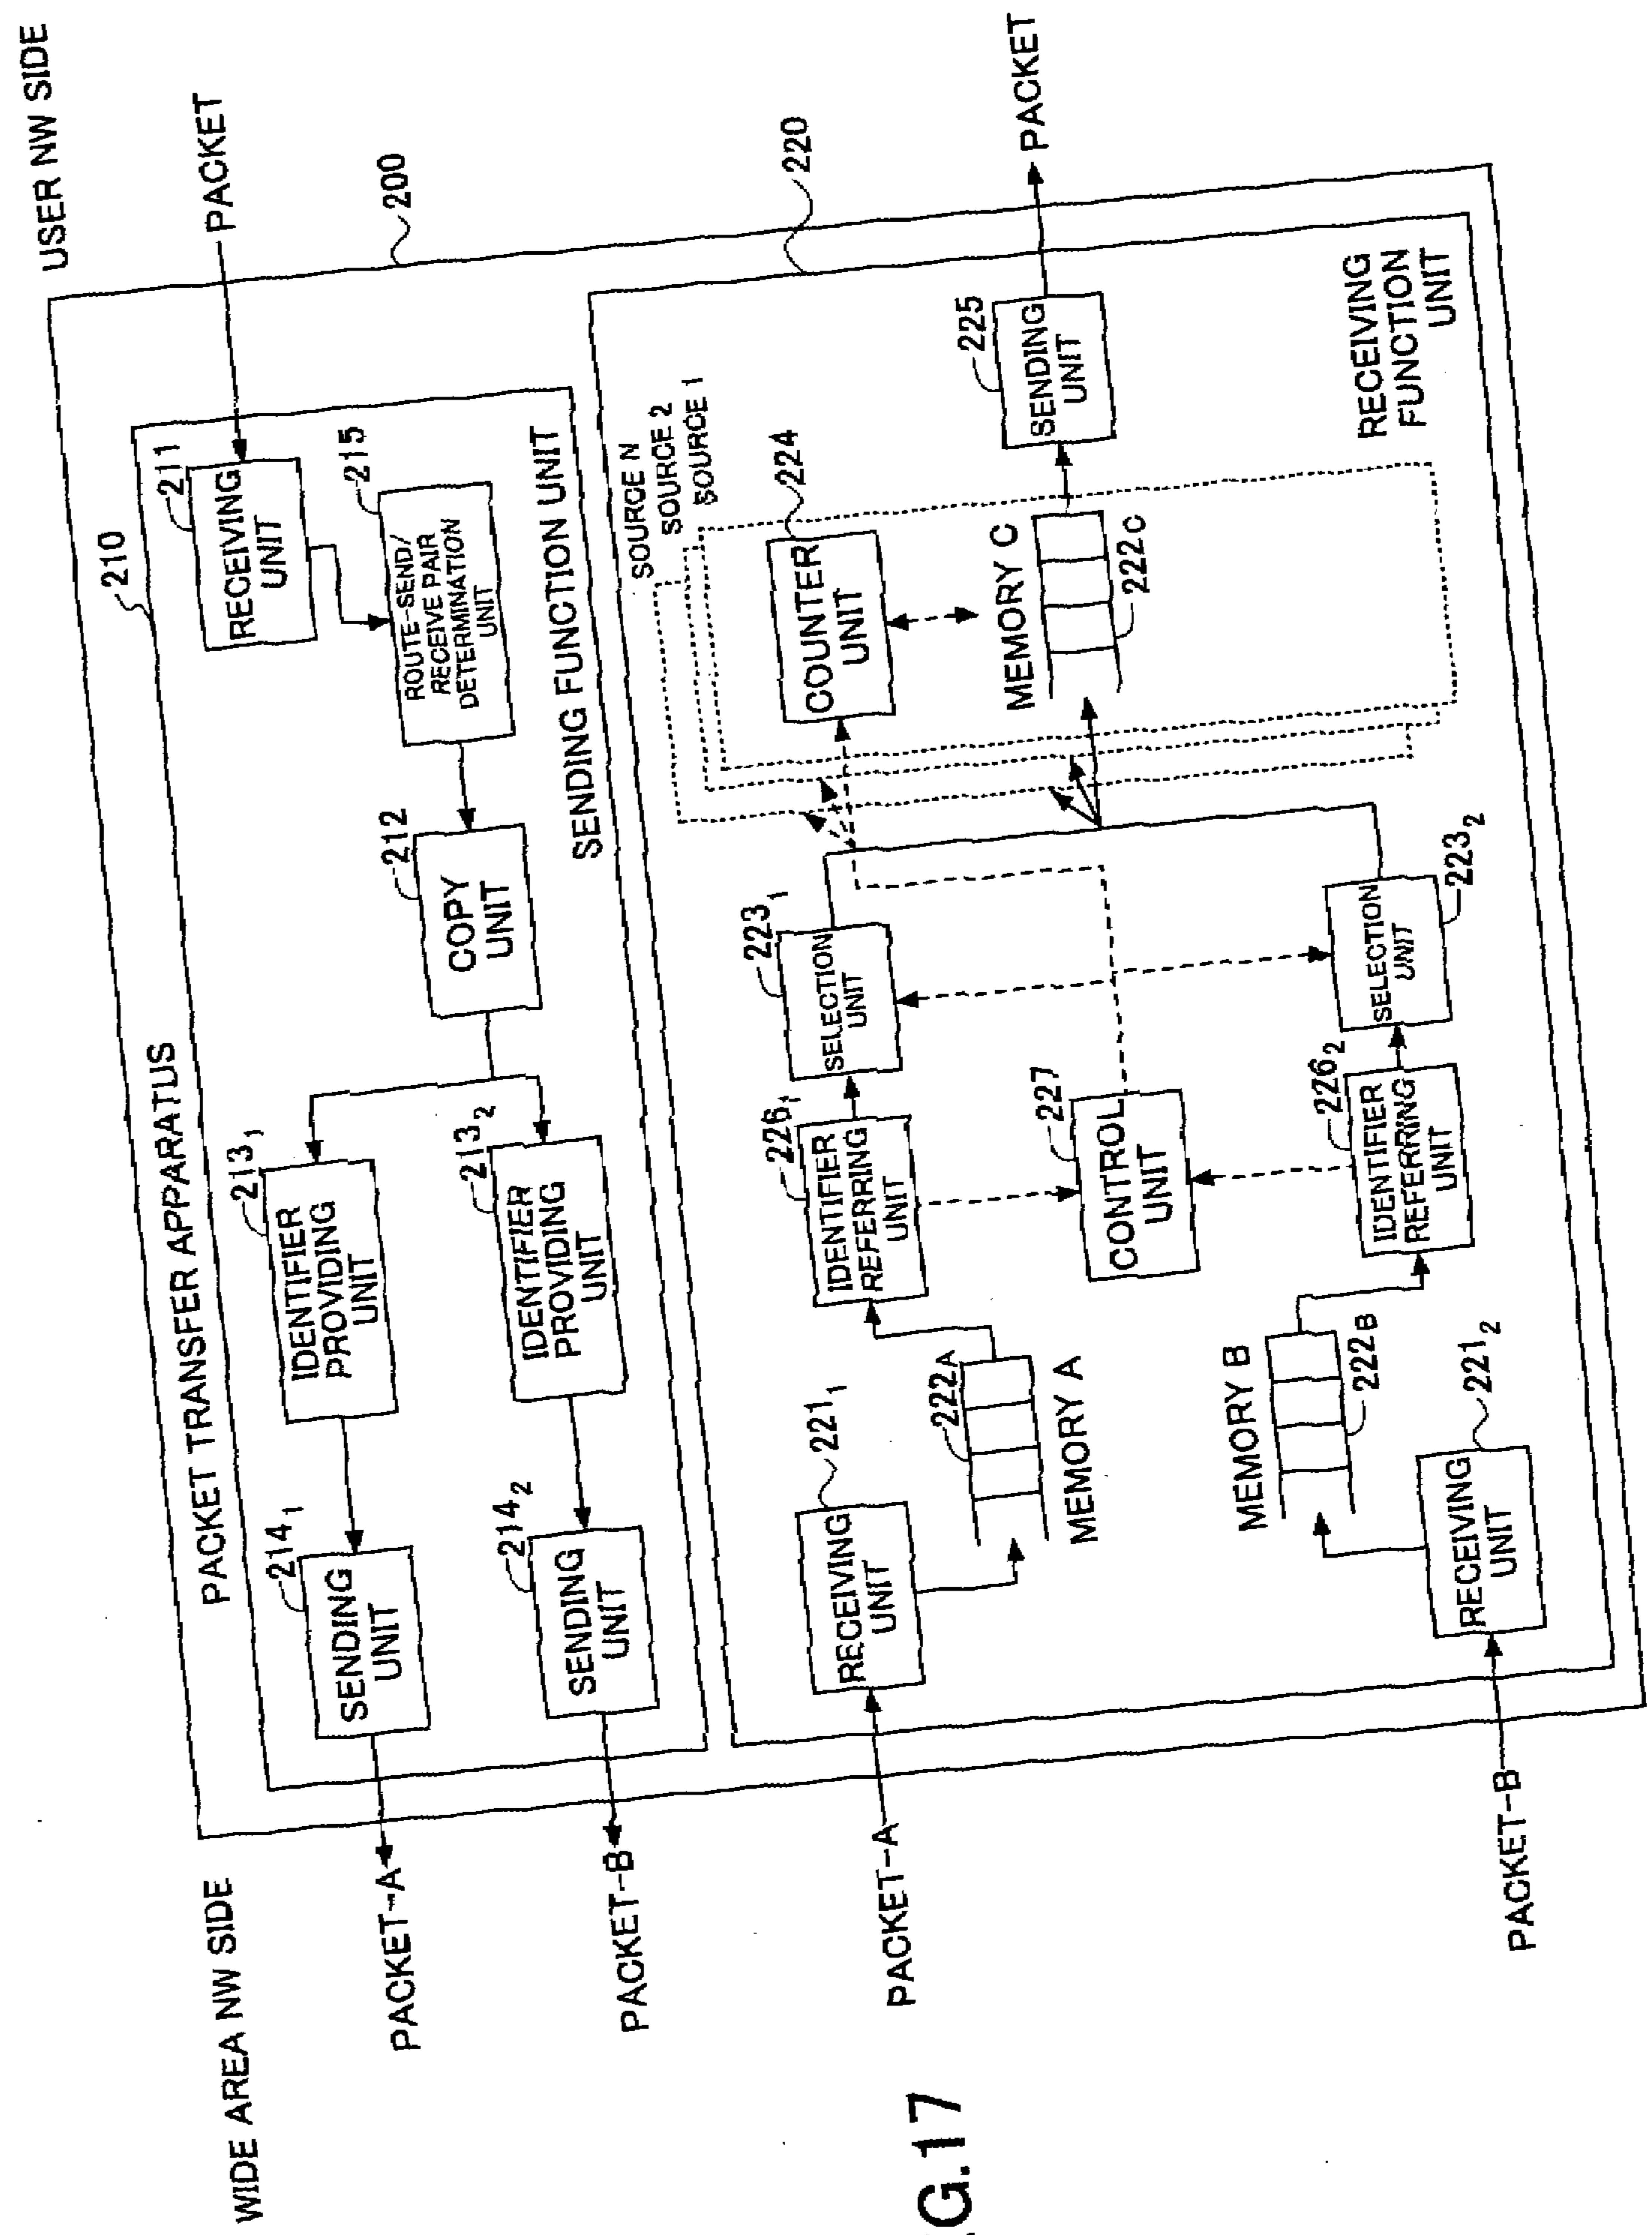 USER NW SIDE
WIDE AREA NW SIDE
PACKET TRANSFER APPARATUS
200
210
PACKET
211
RECEIVING
UNIT
215
ROUTE-SEND/
RECEIVE PAIR
DETERMINATION
UNIT
212
COPY
UNIT
213₁
IDENTIFIER
PROVIDING
UNIT
213₂
IDENTIFIER
PROVIDING
UNIT
214₁
SENDING
UNIT
214₂
SENDING
UNIT
SENDING FUNCTION UNIT
PACKET-A
PACKET-B
220
SOURCE N
SOURCE 2
SOURCE 1
224
COUNTER
UNIT
MEMORY C
222C
225
SENDING
UNIT
PACKET
RECEIVING
FUNCTION
UNIT
223₁
SELECTION
UNIT
223₂
SELECTION
UNIT
226₁
IDENTIFIER
REFERRING
UNIT
227
CONTROL
UNIT
226₂
IDENTIFIER
REFERRING
UNIT
222A
MEMORY A
MEMORY B
222B
221₁
RECEIVING
UNIT
221₂
RECEIVING
UNIT
PACKET-A
PACKET-B
G.17